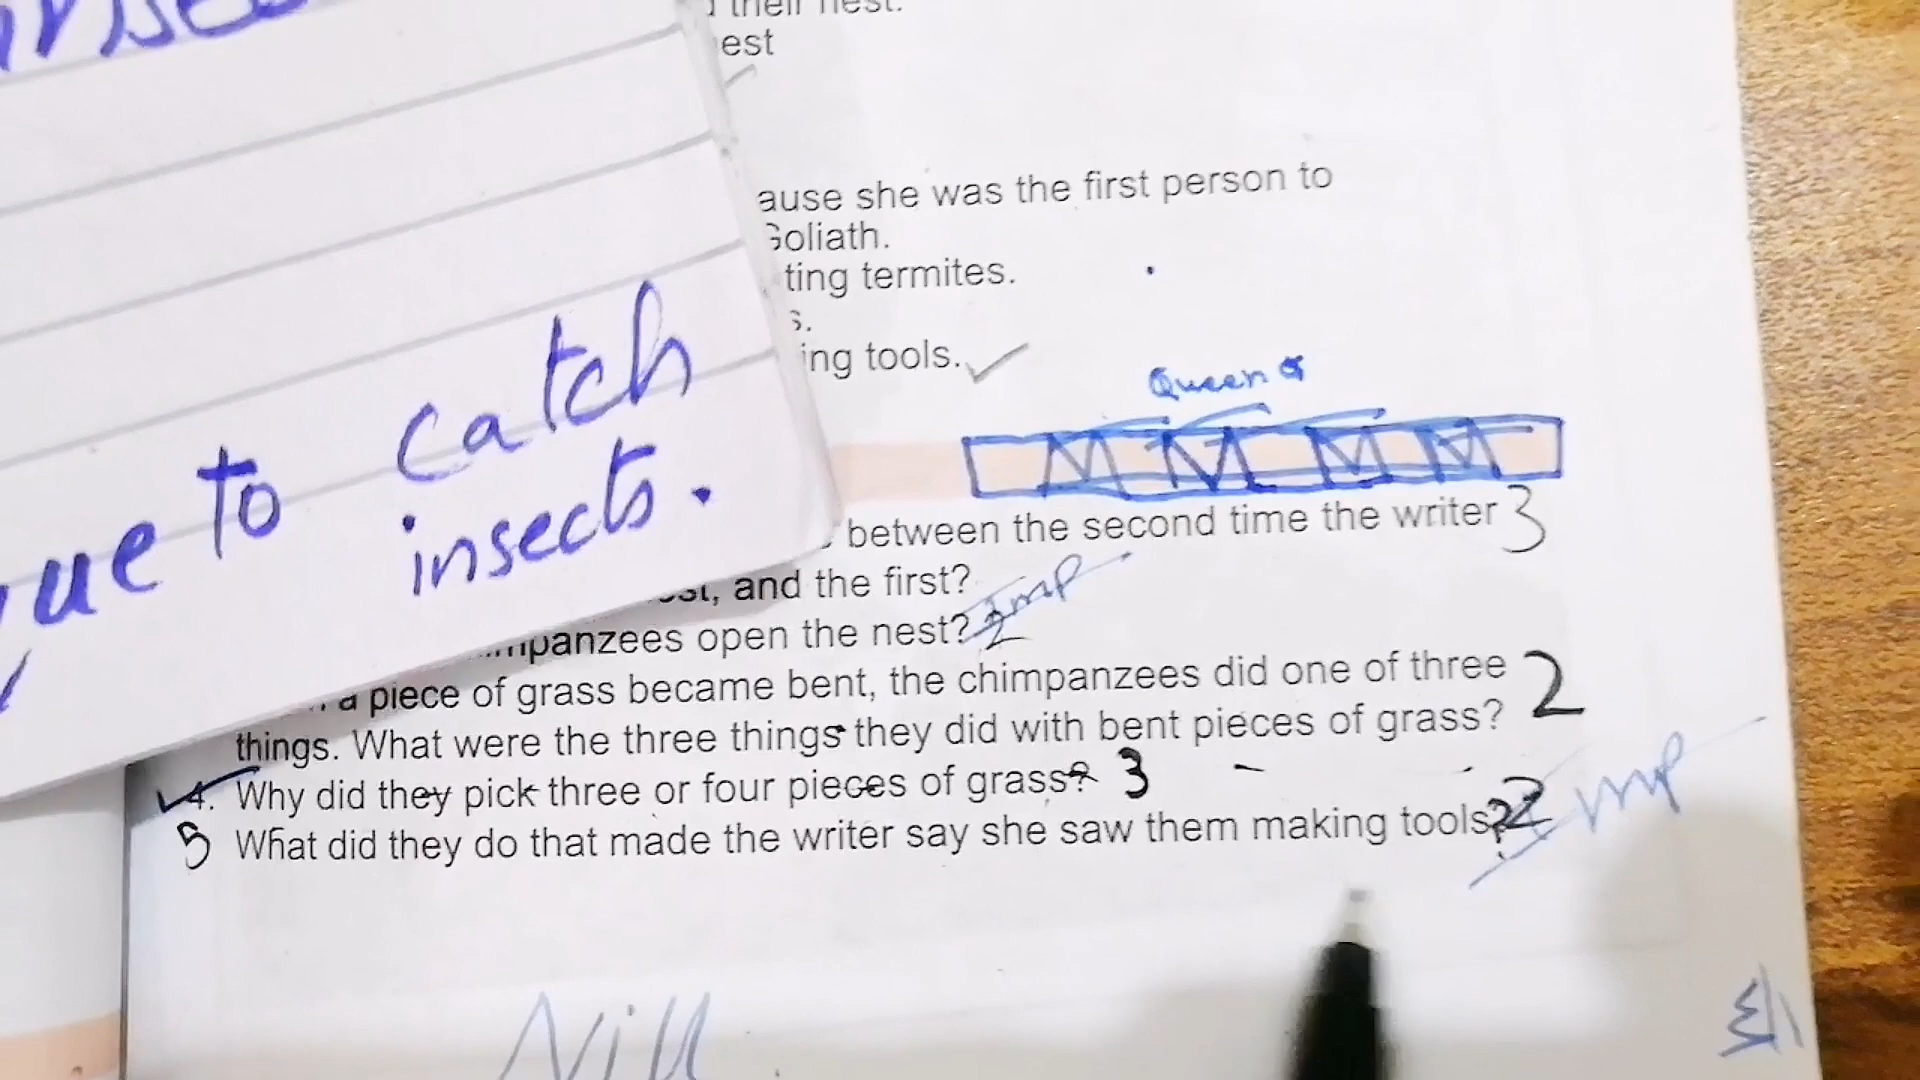 their nest.
est
ause she was the first person to
Goliath.
ting termites.
s.
ing tools.
to catch
insects.
Queen
between the second time the writer 3
, and the first?
Imp
panzees open the nest? 2
a piece of grass became bent, the chimpanzees did one of three
things. What were the three things they did with bent pieces of grass? 2
4. Why did they pick three or four pieces of grass? 3
5 What did they do that made the writer say she saw them making tools? 2 Imp
Nill